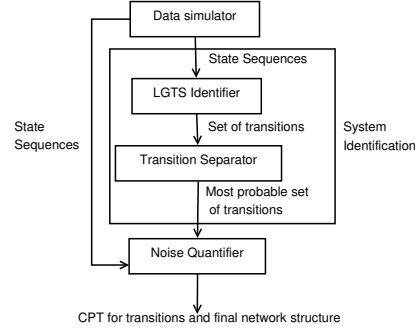 Data simulator
State Sequences
LGTS Identifier
Set of transitions
State
Sequences
System
Identification
Transition Separator
Most probable set
of transitions
Noise Quantifier
CPT for transitions and final network structure